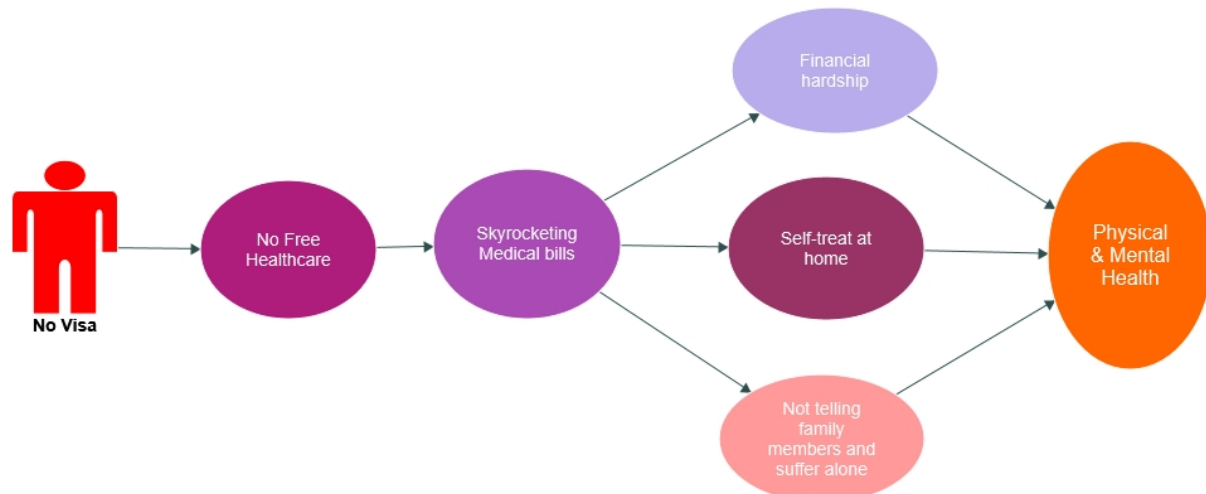 No Visa
No Free
Healthcare
Skyrocketing
Medical bills
Financial
hardship
Self-treat at
home
Not telling
family
members and
suffer alone
Physical
& Mental
Health